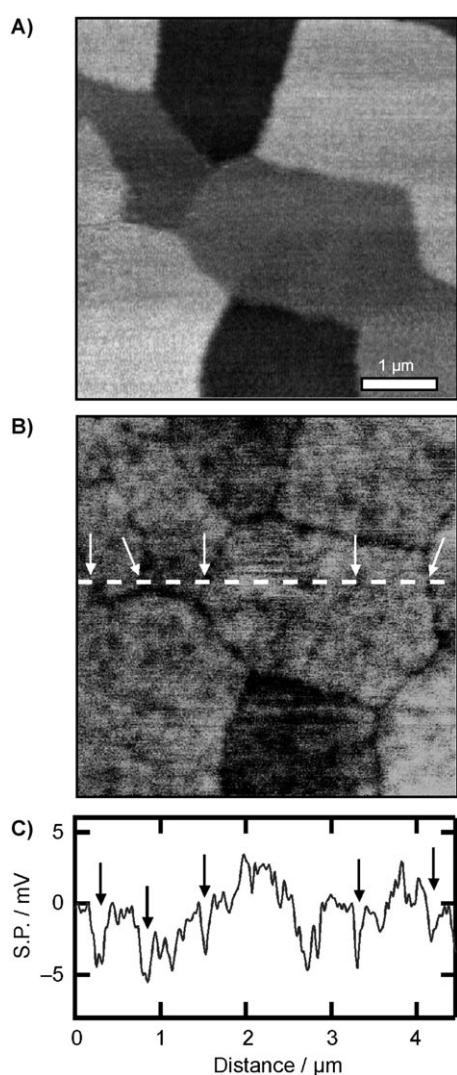 A)
1 µm
B)
C)
5
0
–5
S.P. / mV
0 1 2 3 4
Distance / µm